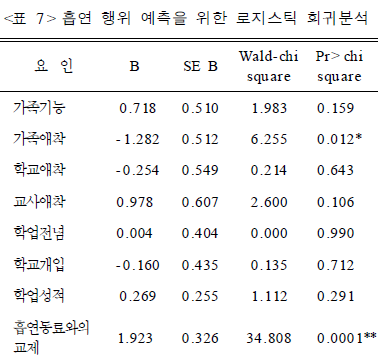 <표 7> 흡연 행위 예측을 위한 로지스틱 회귀분석
요 인 B SE B Wald-chi square Pr> chi square
가족기능 0.718 0.510 1.983 0.159
가족애착 -1.282 0.512 6.255 0.012*
학교애착 -0.254 0.549 0.214 0.643
교사애착 0.978 0.607 2.600 0.106
학업전념 0.004 0.404 0.000 0.990
학교개입 -0.160 0.435 0.135 0.712
학업성적 0.269 0.255 1.112 0.291
흡연동료와의 교제 1.923 0.326 34.808 0.0001**